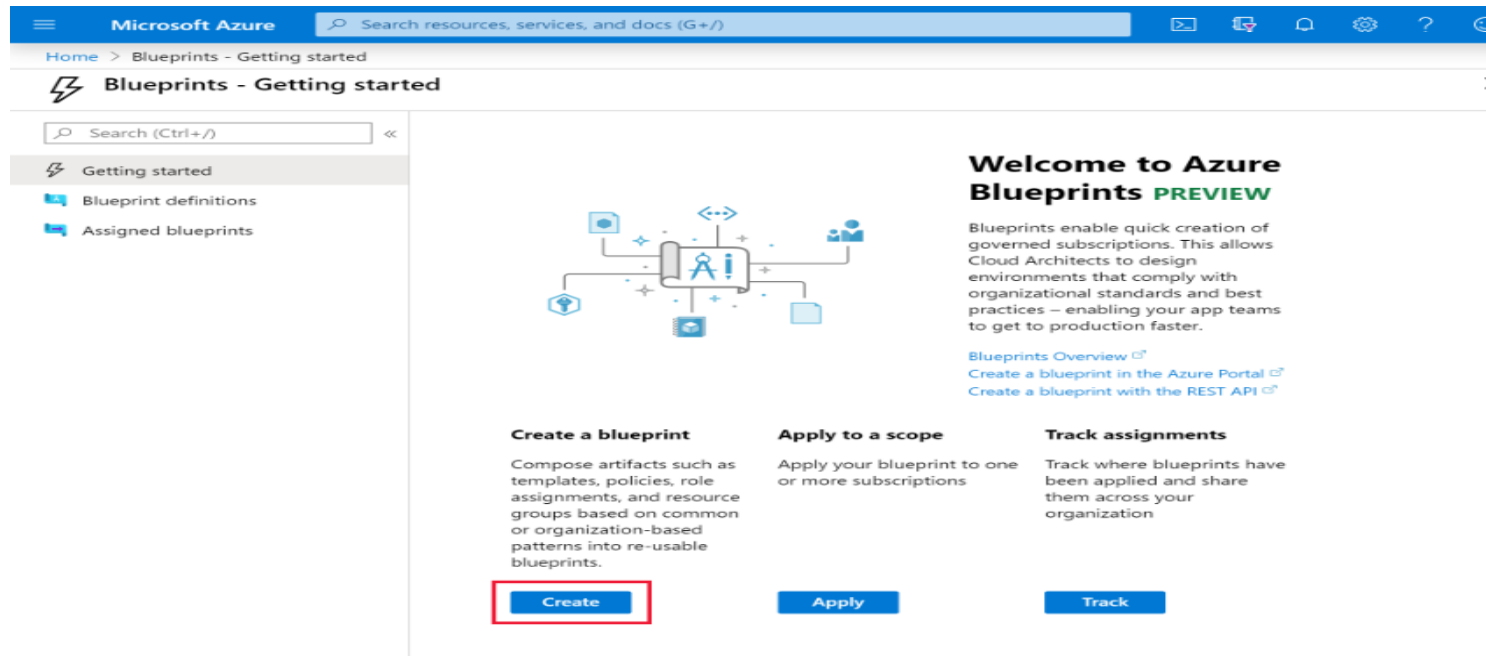 Microsoft Azure
Search resources, services, and docs (G+/)
Home > Blueprints - Getting started
Blueprints - Getting started
Search (Ctrl+/)
Getting started
Blueprint definitions
Assigned blueprints
Welcome to Azure
Blueprints PREVIEW
Blueprints enable quick creation of
governed subscriptions. This allows
Cloud Architects to design
environments that comply with
organizational standards and best
practices – enabling your app teams
to get to production faster.
Blueprints Overview
Create a blueprint in the Azure Portal
Create a blueprint with the REST API
Create a blueprint
Compose artifacts such as
templates, policies, role
assignments, and resource
groups based on common
or organization-based
patterns into re-usable
blueprints.
Create
Apply to a scope
Apply your blueprint to one
or more subscriptions
Apply
Track assignments
Track where blueprints have
been applied and share
them across your
organization
Track